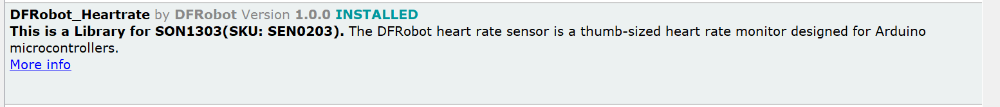 DFRobot_Heartrate by DFRobot Version 1.0.0 INSTALLED
This is a Library for SON1303(SKU: SEN0203). The DFRobot heart rate sensor is a thumb-sized heart rate monitor designed for Arduino
microcontrollers.
More info